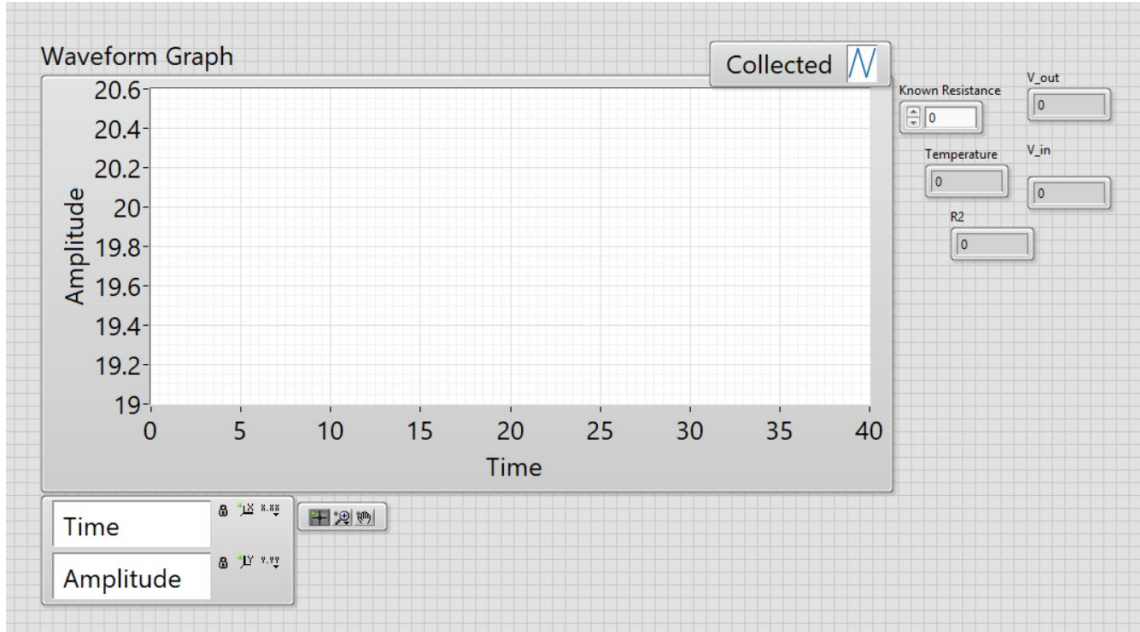 Waveform Graph
Collected
20.6
20.4
20.2
20
19.8
19.6
19.4
19.2
19
Amplitude
0 5 10 15 20 25 30 35 40
Time
Known Resistance
0
V_out
0
Temperature
0
V_in
0
R2
0
Time
X.XX
Amplitude
Y.YY